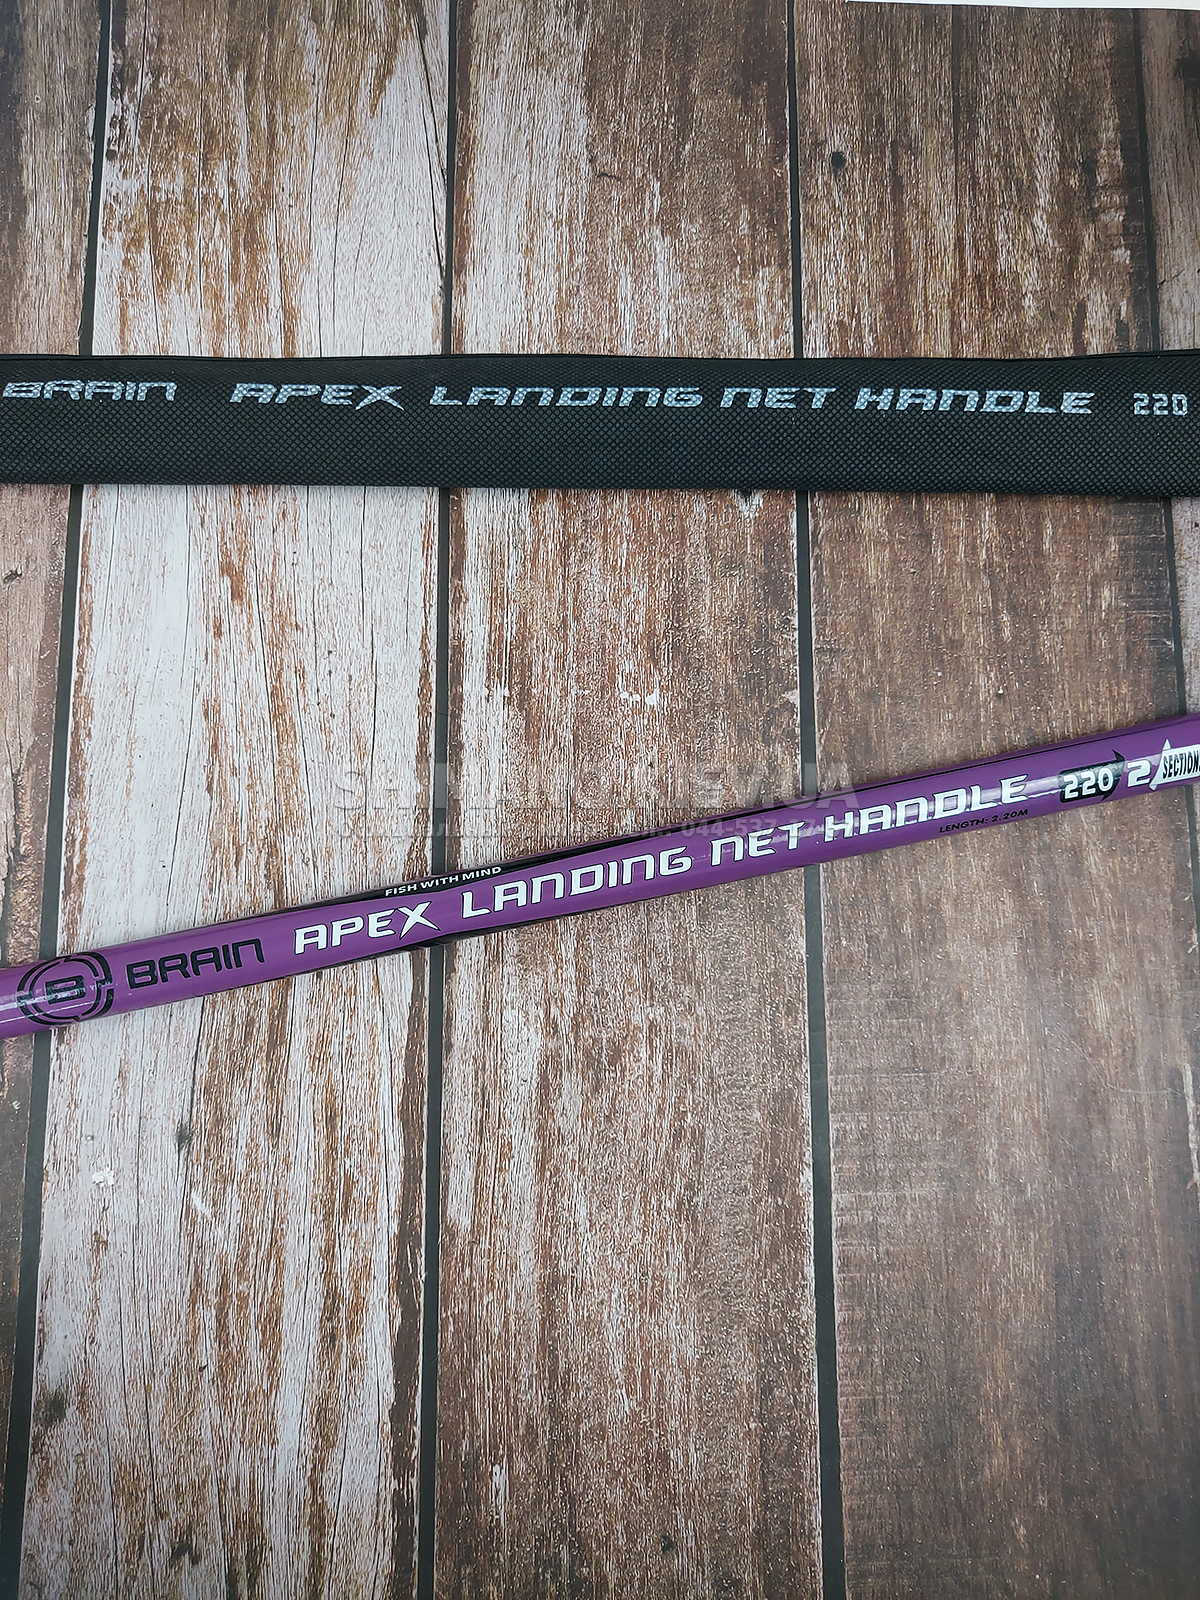 BRAIN APEX LANDING NET HANDLE 220
B BRAIN APEX LANDING NET HANDLE 220 2 SECTION
FISH WITH MIND
LENGTH: 2.20M